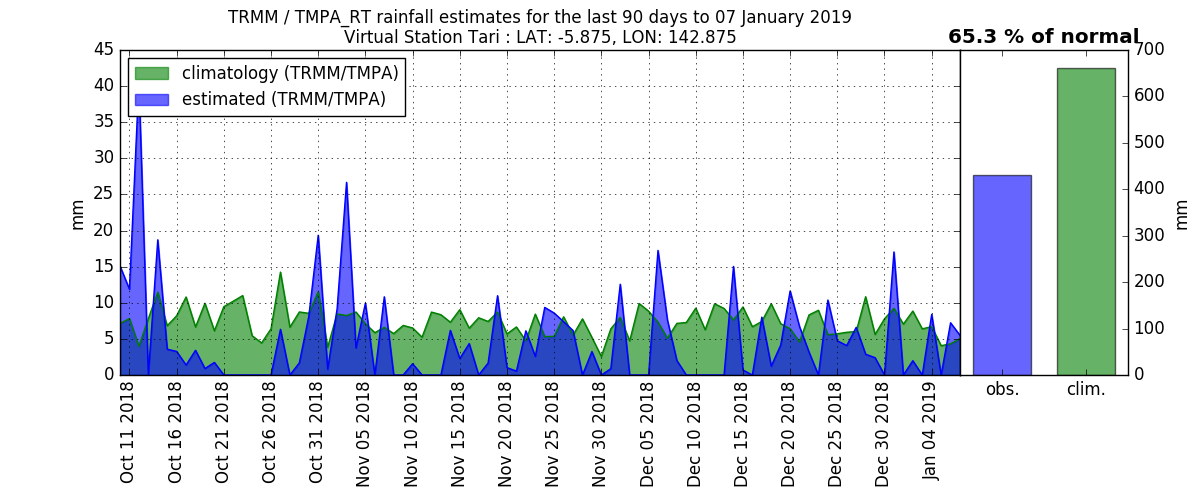 TRMM / TMPA_RT rainfall estimates for the last 90 days to 07 January 2019
Virtual Station Tari : LAT: -5.875, LON: 142.875
65.3 % of normal
climatology (TRMM/TMPA)
estimated (TRMM/TMPA)
45
40
35
30
25
20
15
10
5
0
mm
Oct 11 2018
Oct 16 2018
Oct 21 2018
Oct 26 2018
Oct 31 2018
Nov 05 2018
Nov 10 2018
Nov 15 2018
Nov 20 2018
Nov 25 2018
Nov 30 2018
Dec 05 2018
Dec 10 2018
Dec 15 2018
Dec 20 2018
Dec 25 2018
Dec 30 2018
Jan 04 2019
700
600
500
400
300
200
100
0
mm
obs.
clim.